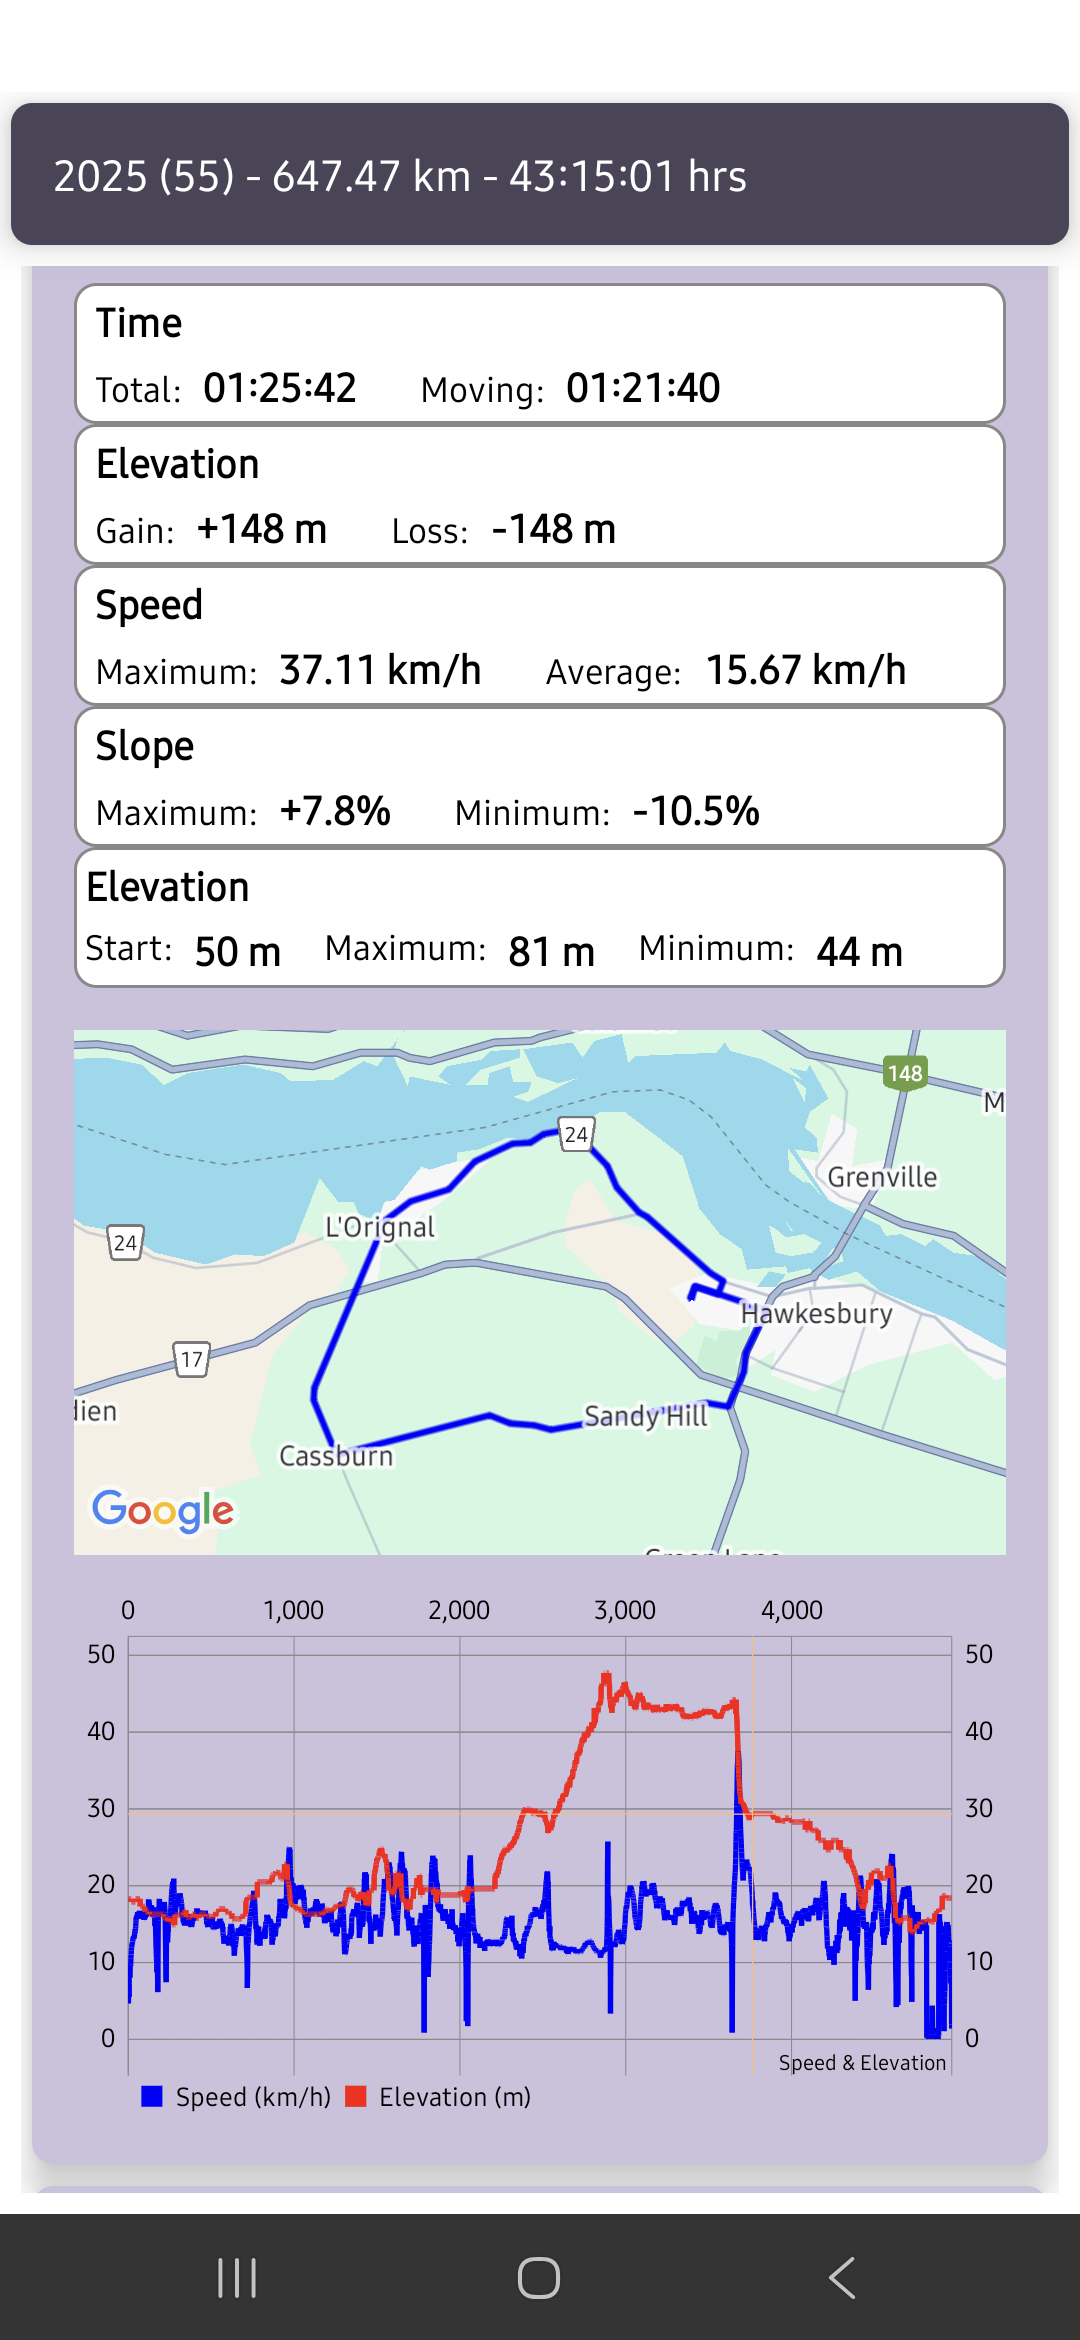 2025 (55) - 647.47 km - 43:15:01 hrs
Time
Total: 01:25:42 Moving: 01:21:40
Elevation
Gain: +148 m Loss: -148 m
Speed
Maximum: 37.11 km/h Average: 15.67 km/h
Slope
Maximum: +7.8% Minimum: -10.5%
Elevation
Start: 50 m Maximum: 81 m Minimum: 44 m
148
M
24
Grenville
L'Orignal
24
Hawkesbury
17
dien
Sandy Hill
Cassburn
Google
0 1,000 2,000 3,000 4,000
50 50
40 40
30 30
20 20
10 10
0 0
Speed & Elevation
Speed (km/h) Elevation (m)